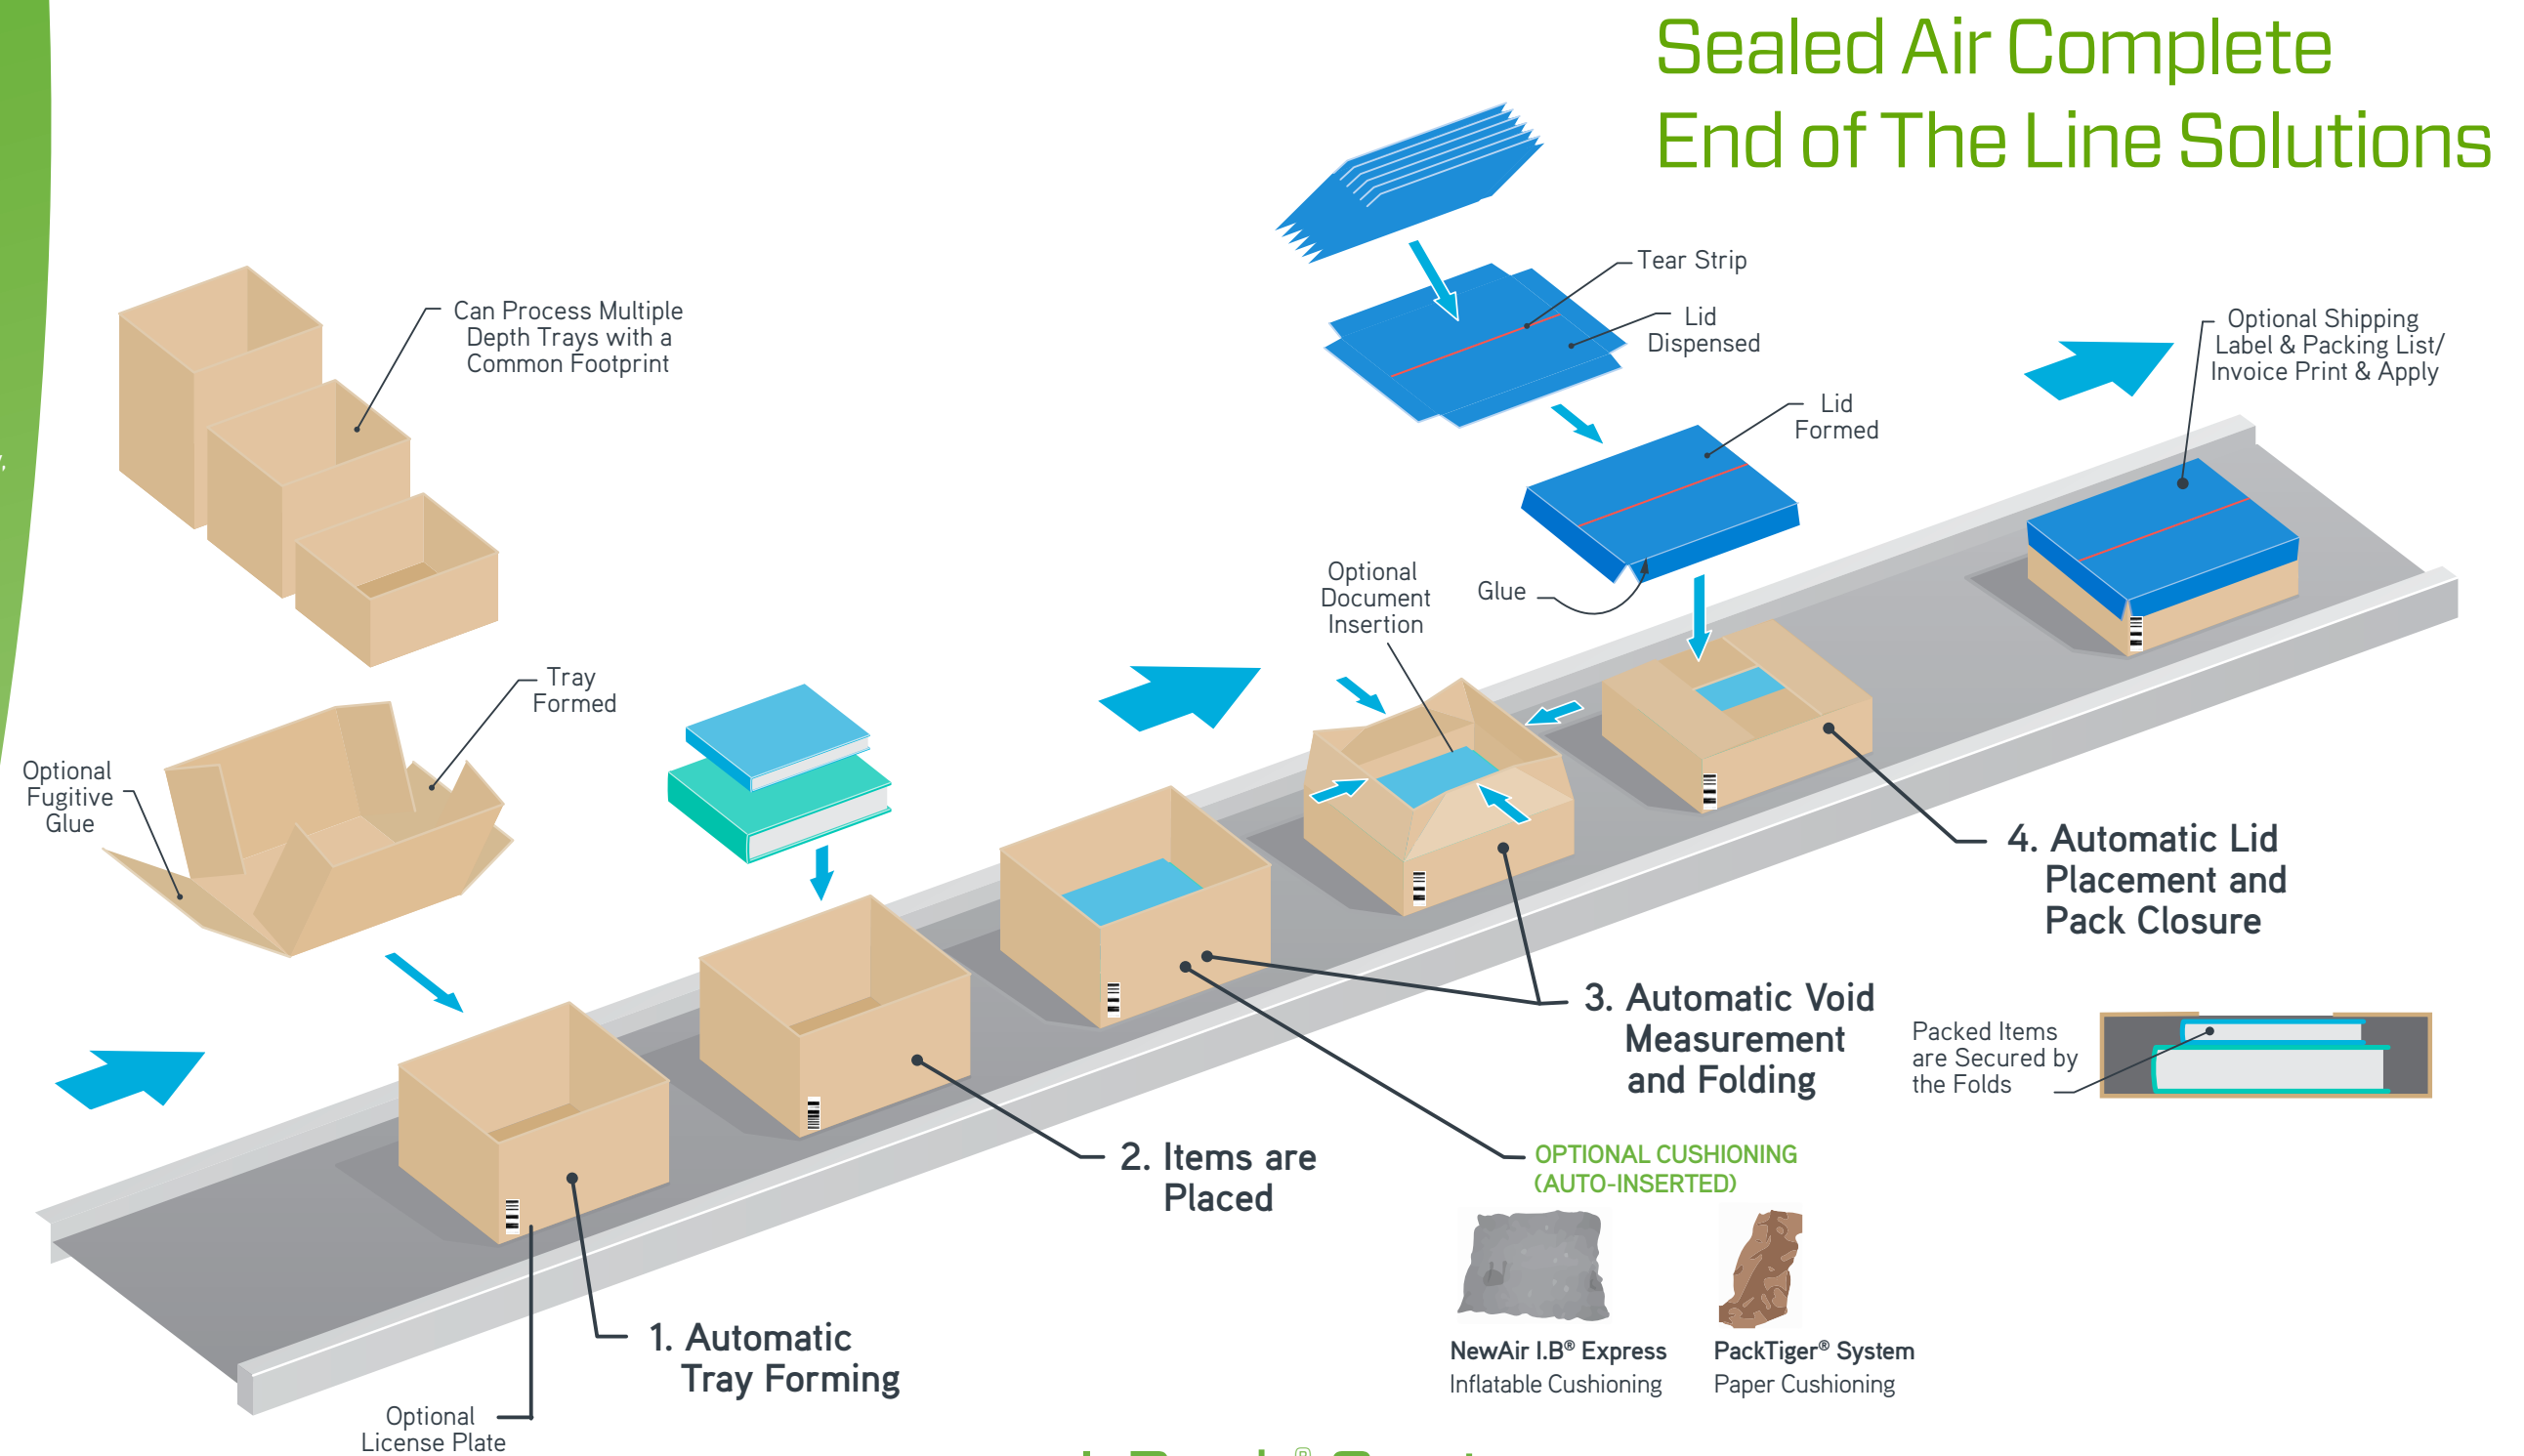 Sealed Air Complete
End of The Line Solutions
Can Process Multiple
Depth Trays with a
Common Footprint
Tear Strip
Lid
Dispensed
Lid
Formed
Optional Shipping
Label & Packing List/
Invoice Print & Apply
Tray
Formed
Optional
Fugitive
Glue
Optional
Document
Insertion
Glue
4. Automatic Lid
Placement and
Pack Closure
3. Automatic Void
Measurement
and Folding
Packed Items
are Secured by
the Folds
2. Items are
Placed
OPTIONAL CUSHIONING
(AUTO-INSERTED)
NewAir I.B® Express
Inflatable Cushioning
PackTiger® System
Paper Cushioning
1. Automatic
Tray Forming
Optional
License Plate